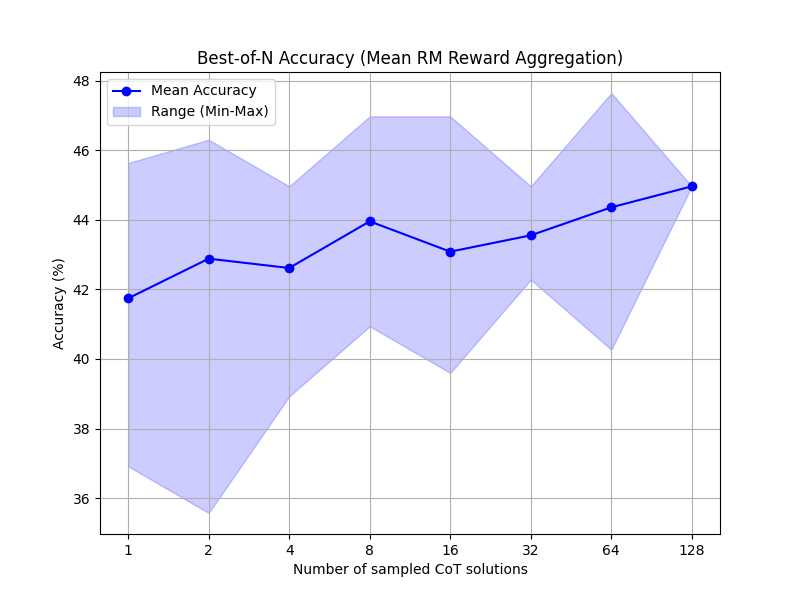 Best-of-N Accuracy (Mean RM Reward Aggregation)
Mean Accuracy
Range (Min-Max)
Accuracy (%)
48
46
44
42
40
38
36
1 2 4 8 16 32 64 128
Number of sampled CoT solutions